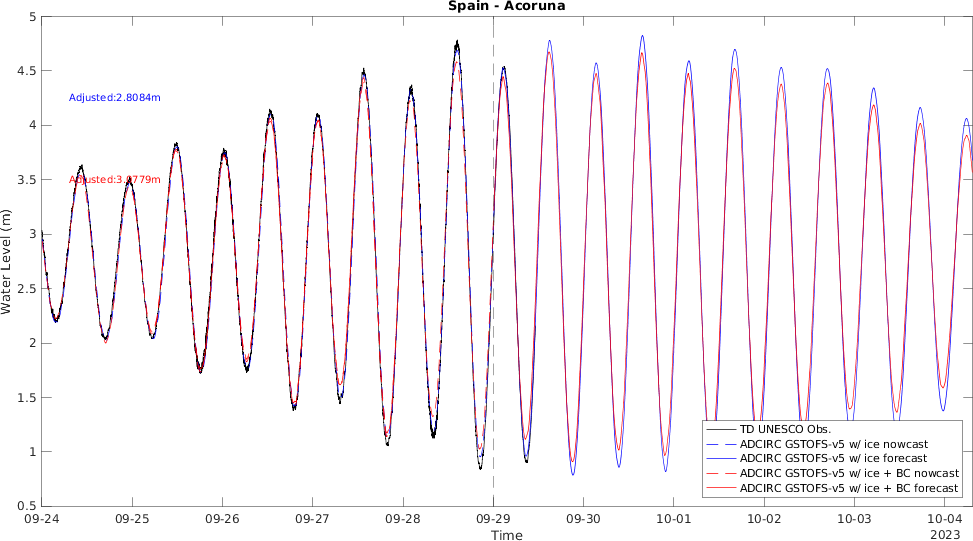 Spain - Acoruna
5
4.5
4
3.5
3
2.5
2
1.5
1
0.5
Water Level (m)
Adjusted:2.8084m
Adjusted:3.0779m
TD UNESCO Obs.
ADCIRC GSTOFS-v5 w/ ice nowcast
ADCIRC GSTOFS-v5 w/ ice forecast
ADCIRC GSTOFS-v5 w/ ice + BC nowcast
ADCIRC GSTOFS-v5 w/ ice + BC forecast
09-24 09-25 09-26 09-27 09-28 09-29 09-30 10-01 10-02 10-03 10-04
Time
2023